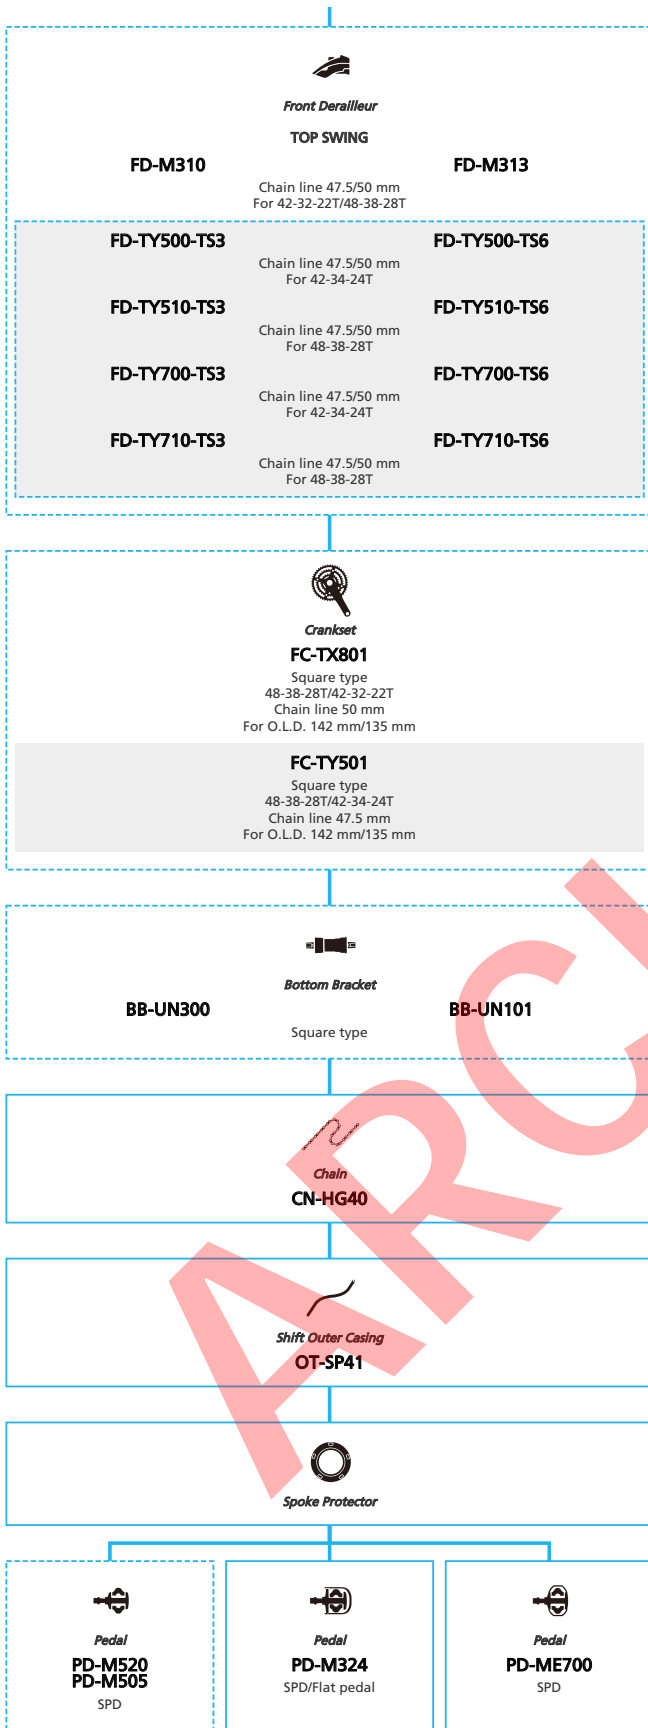 Front Derailleur
TOP SWING
FD-M310 FD-M313
Chain line 47.5/50 mm
For 42-32-22T/48-38-28T
FD-TY500-TS3 FD-TY500-TS6
Chain line 47.5/50 mm
For 42-34-24T
FD-TY510-TS3 FD-TY510-TS6
Chain line 47.5/50 mm
For 48-38-28T
FD-TY700-TS3 FD-TY700-TS6
Chain line 47.5/50 mm
For 42-34-24T
FD-TY710-TS3 FD-TY710-TS6
Chain line 47.5/50 mm
For 48-38-28T
Crankset
FC-TX801
Square type
48-38-28T/42-32-22T
Chain line 50 mm
For O.L.D. 142 mm/135 mm
FC-TY501
Square type
48-38-28T/42-34-24T
Chain line 47.5 mm
For O.L.D. 142 mm/135 mm
Bottom Bracket
BB-UN300 BB-UN101
Square type
Chain
CN-HG40
Shift Outer Casing
OT-SP41
Spoke Protector
Pedal
PD-M520
PD-M505
SPD
Pedal
PD-M324
SPD/Flat pedal
Pedal
PD-ME700
SPD